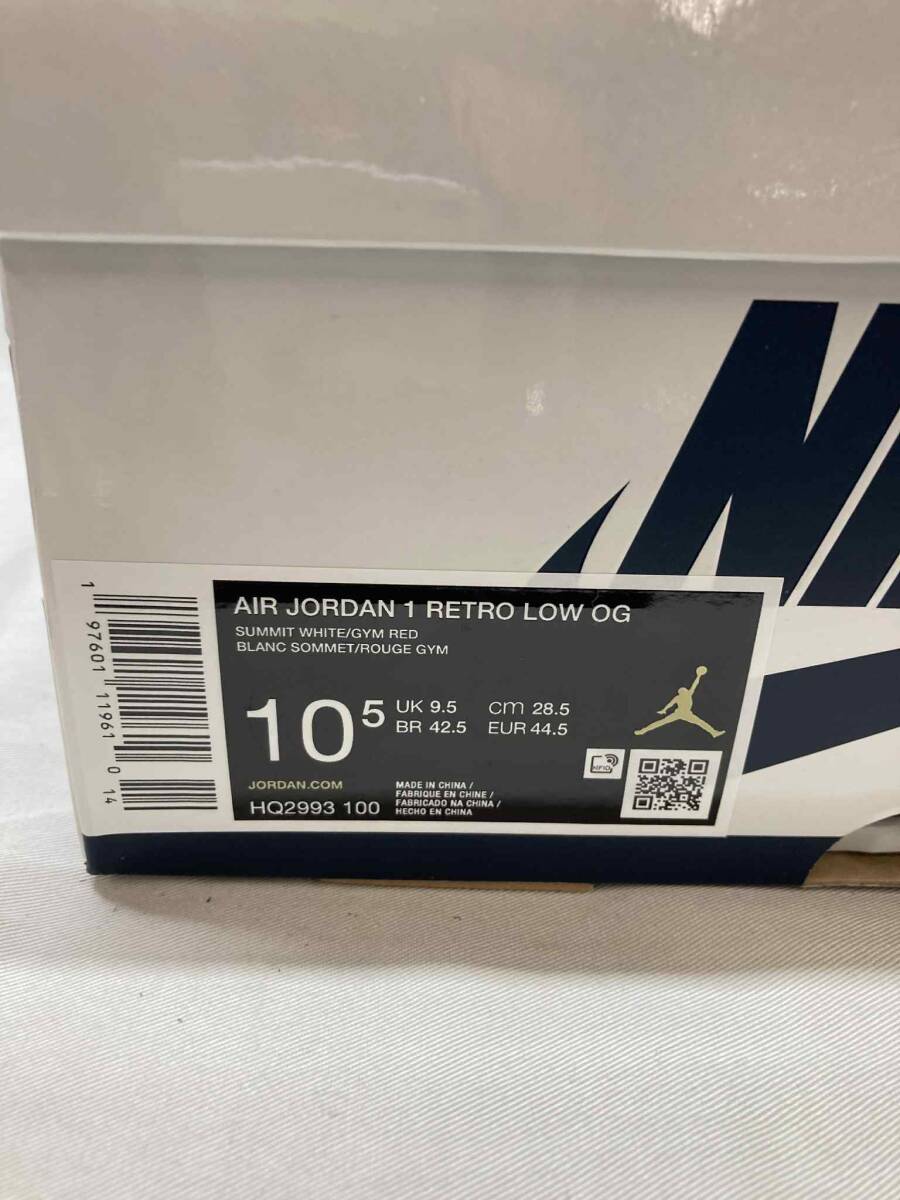 AIR JORDAN 1 RETRO LOW OG
SUMMIT WHITE/GYM RED
BLANC SOMMET/ROUGE GYM
10⁵
UK 9.5 cm 28.5
BR 42.5 EUR 44.5
JORDAN.COM
HQ2993 100
MADE IN CHINA /
FABRIQUE EN CHINE /
FABRICADO NA CHINA /
HECHO EN CHINA
1 97601 11961 0 14